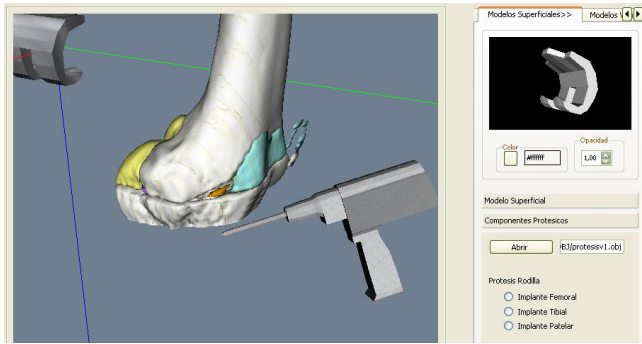 Modelos Superficiales>>
Modelos V
Color
#ffffff
Opacidad
1,00
Modelo Superficial
Componentes Protesicos
Abrir
BJ/protesisv1.obj
Protesis Rodilla
Implante Femoral
Implante Tibial
Implante Patelar